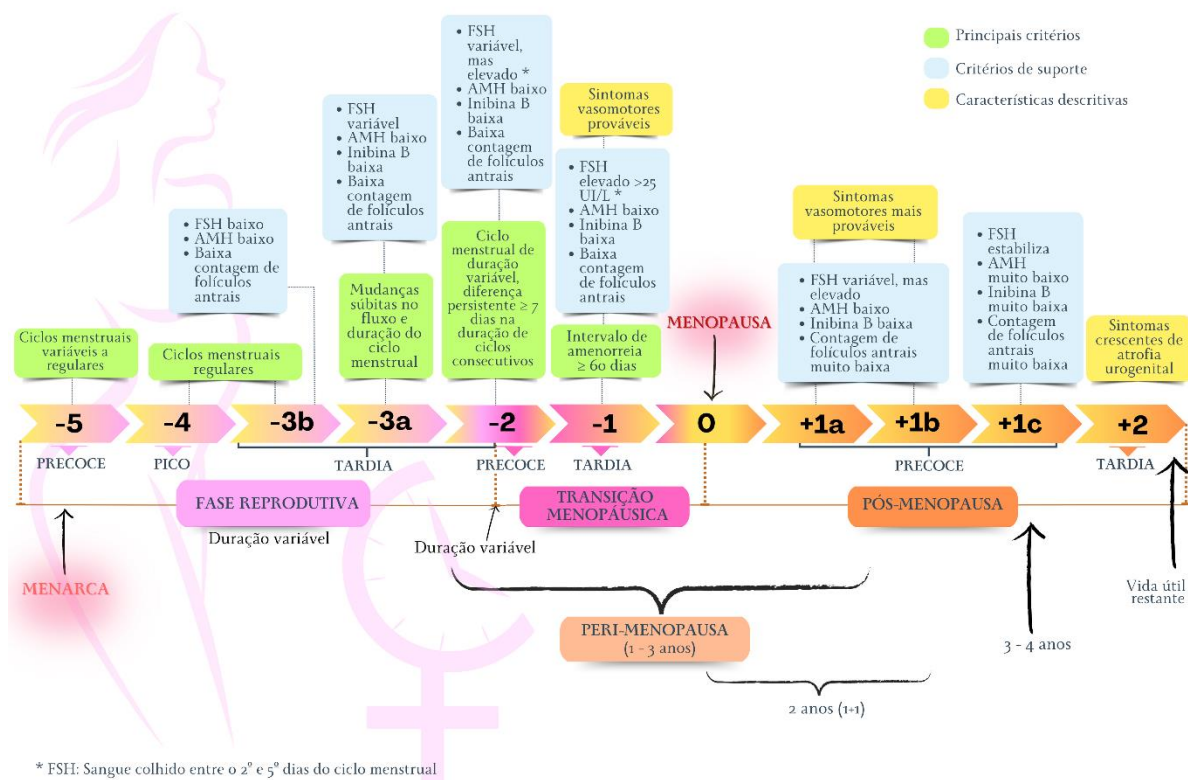 Principais critérios
Critérios de suporte
Características descritivas
• FSH baixo
• AMH baixo
• Baixa
contagem de
folículos
antrais
• FSH
variável
• AMH baixo
• Inibina B
baixa
• Baixa
contagem
de folículos
antrais
• FSH
variável,
mas
elevado *
• AMH baixo
• Inibina B
baixa
• Baixa
contagem
de folículos
antrais
Sintomas
vasomotores
prováveis
• FSH
elevado >25
UI/L *
• AMH baixo
• Inibina B
baixa
• Baixa
contagem
de folículos
antrais
Sintomas
vasomotores mais
prováveis
• FSH variável, mas
elevado
• AMH baixo
• Inibina B baixa
• Contagem de
folículos antrais
muito baixa
• FSH
estabiliza
• AMH
muito baixo
• Inibina B
muito baixa
• Contagem
de folículos
antrais
muito baixa
Sintomas
crescentes de
atrofia
urogenital
Ciclos menstruais
variáveis a
regulares
Ciclos menstruais
regulares
Mudanças
súbitas no
fluxo e
duração do
ciclo
menstrual
Ciclo
menstrual de
duração
variável,
diferença
persistente ≥ 7
dias na
duração de
ciclos
consecutivos
Intervalo de
amenorreia
≥ 60 dias
MENOPAUSA
-5 -4 -3b -3a -2 -1 0 +1a +1b +1c +2
PRECOCE PICO TARDIA PRECOCE TARDIA PRECOCE TARDIA
FASE REPRODUTIVA
Duração variável
TRANSIÇÃO
MENOPÁUSICA
Duração variável
PÓS-MENOPAUSA
MENARCA
PERI-MENOPAUSA
(1 - 3 anos)
2 anos (1+1)
3 - 4 anos
Vida útil
restante
* FSH: Sangue colhido entre o 2º e 5º dias do ciclo menstrual